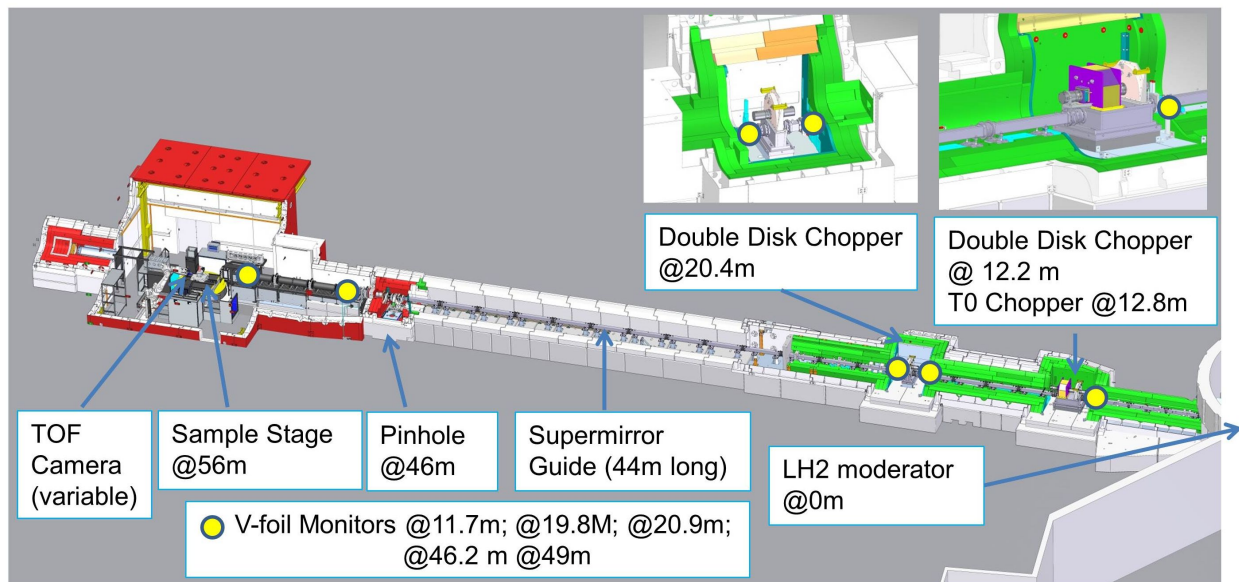 Double Disk Chopper
@20.4m
Double Disk Chopper
@ 12.2 m
T0 Chopper @12.8m
TOF
Camera
(variable)
Sample Stage
@56m
Pinhole
@46m
Supermirror
Guide (44m long)
LH2 moderator
@0m
V-foil Monitors @11.7m; @19.8M; @20.9m;
@46.2 m @49m